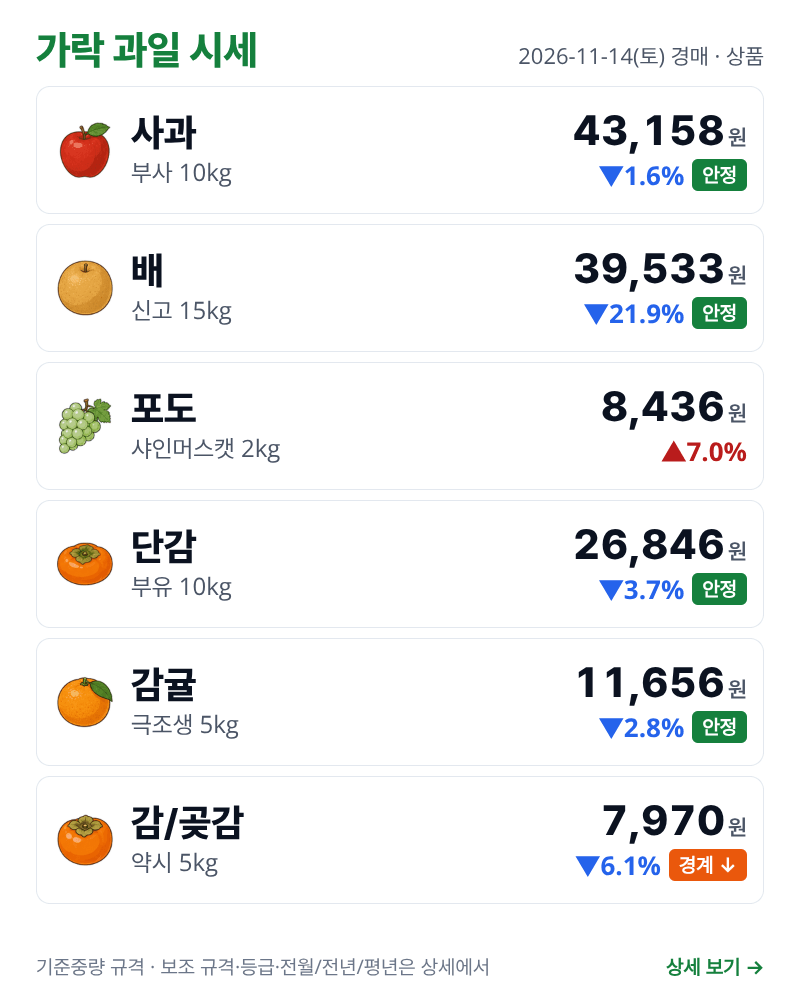 가락 과일 시세
2026-11-14(토) 경매 · 상품
사과
부사 10kg
43,158원
▼1.6% 안정
배
신고 15kg
39,533원
▼21.9% 안정
포도
샤인머스캣 2kg
8,436원
▲7.0%
단감
부유 10kg
26,846원
▼3.7% 안정
감귤
극조생 5kg
11,656원
▼2.8% 안정
감/곶감
약시 5kg
7,970원
▼6.1% 경계 ↓
기준중량 규격 · 보조 규격·등급·전월/전년/평년은 상세에서
상세 보기 →